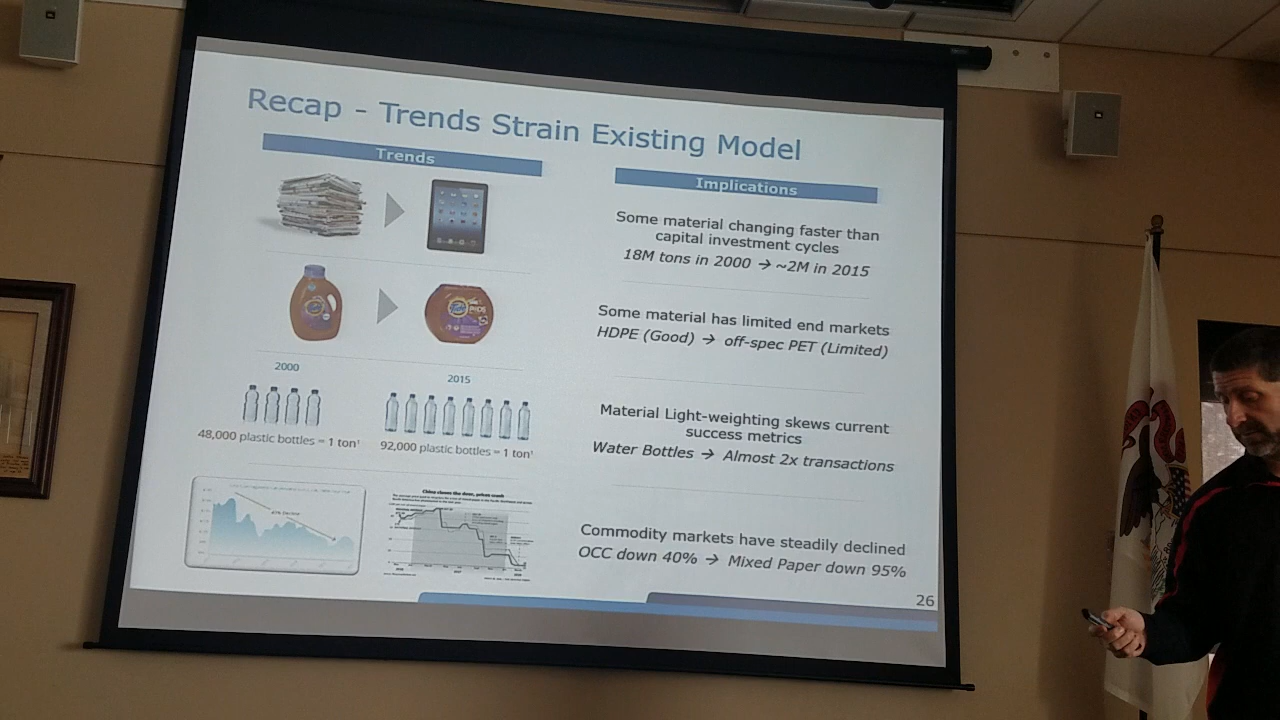 Recap - Trends Strain Existing Model
Trends
Implications
Some material changing faster than
capital investment cycles
18M tons in 2000 → ~2M in 2015
Tide
PODS
Some material has limited end markets
HDPE (Good) → off-spec PET (Limited)
2000
2015
48,000 plastic bottles = 1 ton¹
92,000 plastic bottles = 1 ton¹
Material Light-weighting skews current
success metrics
Water Bottles → Almost 2x transactions
China closes the door, prices crash
Commodity markets have steadily declined
OCC down 40% → Mixed Paper down 95%
26